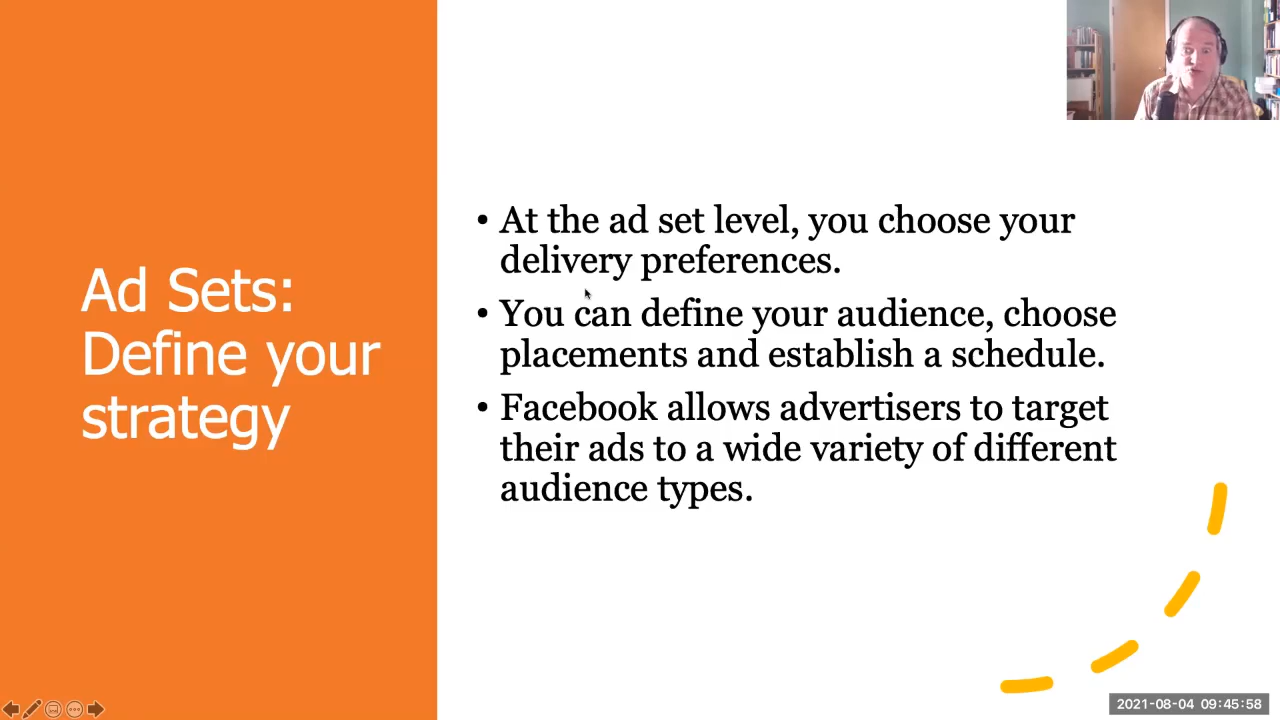 Ad Sets:
Define your
strategy
• At the ad set level, you choose your
delivery preferences.
• You can define your audience, choose
placements and establish a schedule.
• Facebook allows advertisers to target
their ads to a wide variety of different
audience types.
2021-08-04 09:45:58